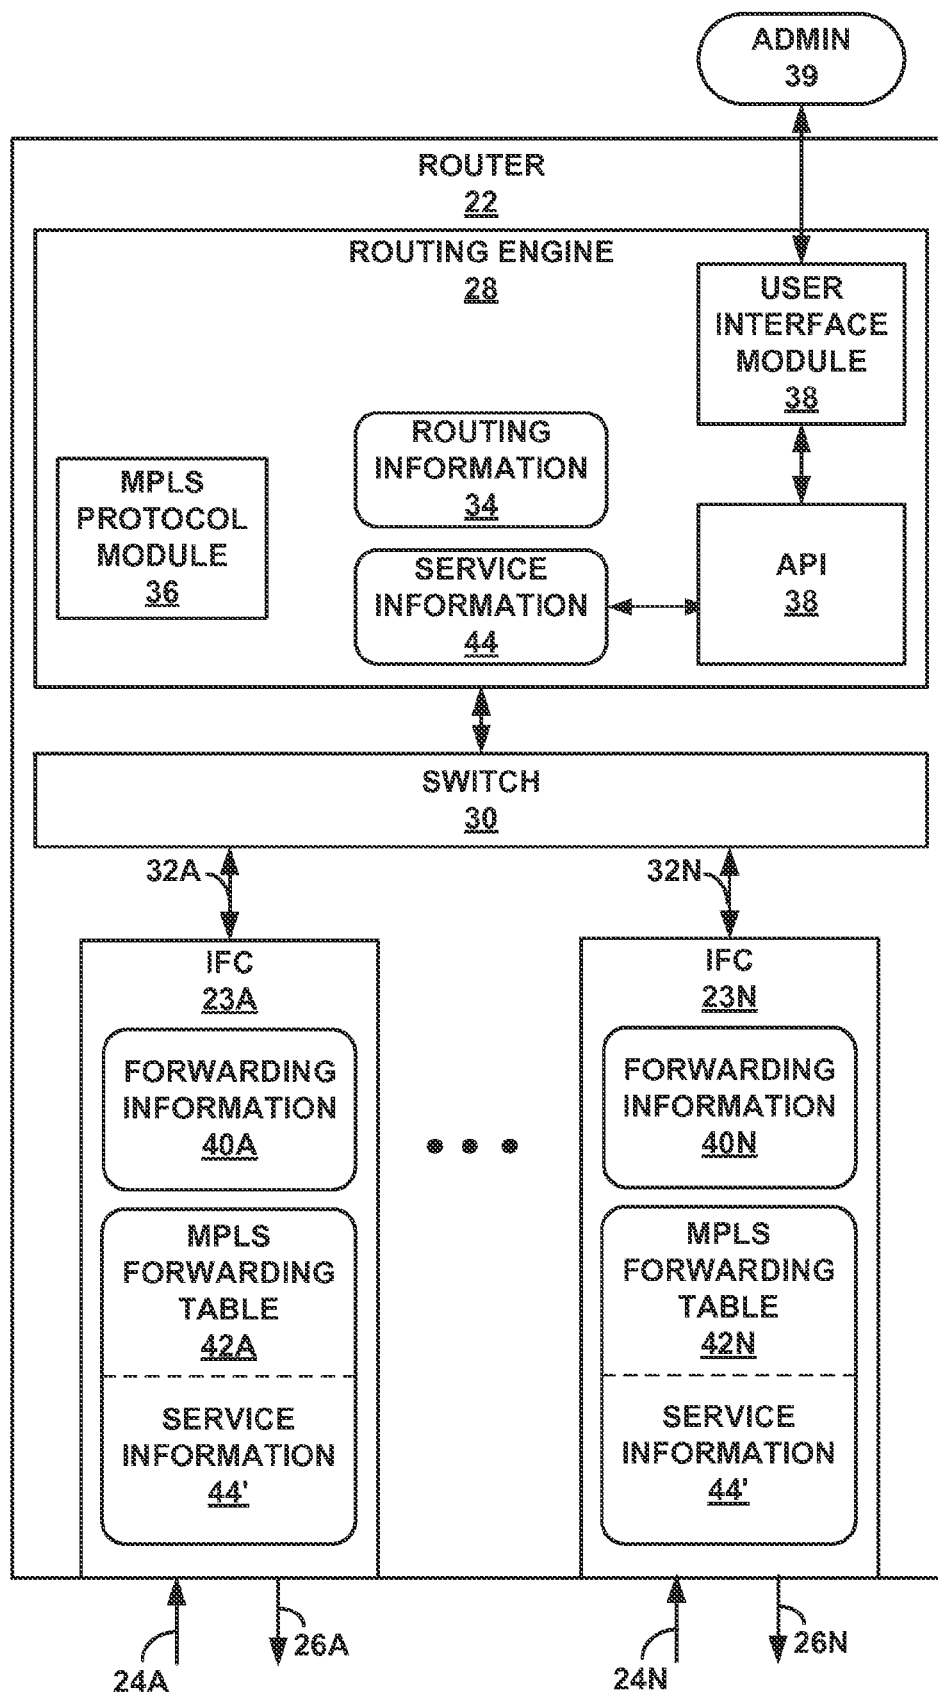 ADMIN
39
ROUTER
22
ROUTING ENGINE
28
USER
INTERFACE
MODULE
38
ROUTING
INFORMATION
34
MPLS
PROTOCOL
MODULE
36
SERVICE
INFORMATION
44
API
38
SWITCH
30
32A
32N
IFC
23A
FORWARDING
INFORMATION
40A
MPLS
FORWARDING
TABLE
42A
SERVICE
INFORMATION
44'
IFC
23N
FORWARDING
INFORMATION
40N
MPLS
FORWARDING
TABLE
42N
SERVICE
INFORMATION
44'
24A
26A
24N
26N